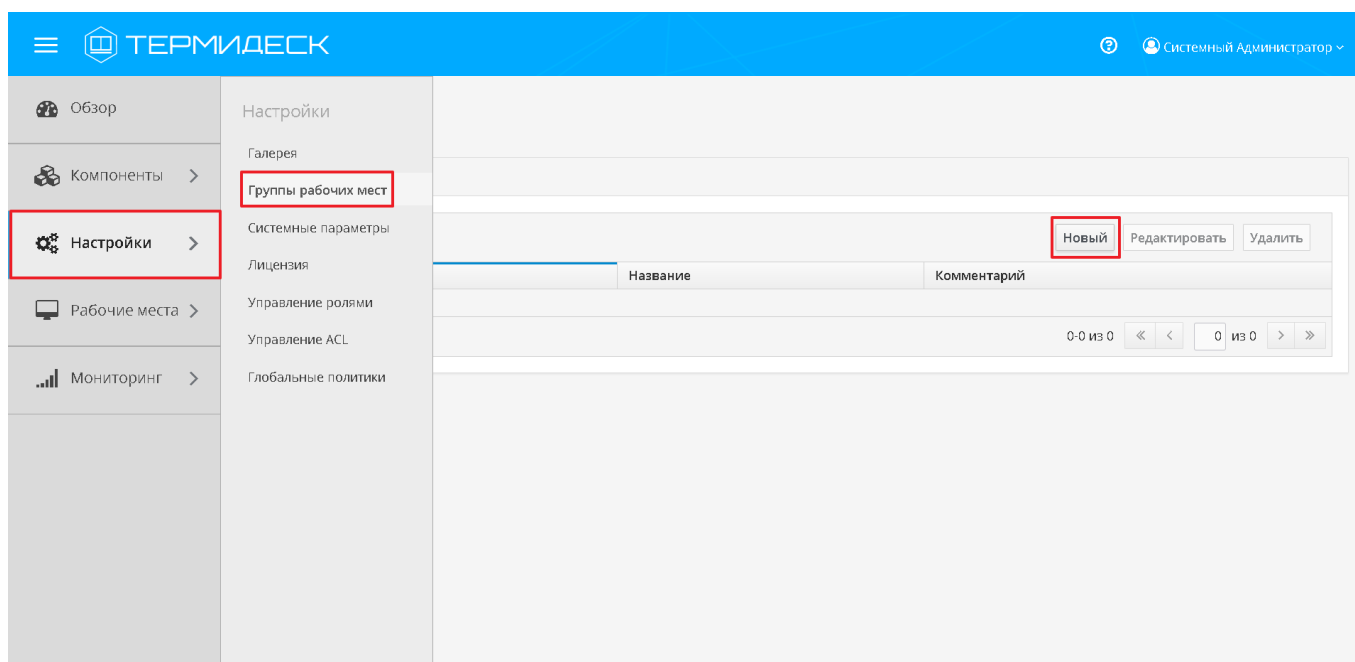 ТЕРМИДЕСК
Системный Администратор
Обзор
Компоненты
Настройки
Рабочие места
Мониторинг
Настройки
Галерея
Группы рабочих мест
Системные параметры
Лицензия
Управление ролями
Управление ACL
Глобальные политики
Новый Редактировать Удалить
Название Комментарий
0-0 из 0 0 из 0